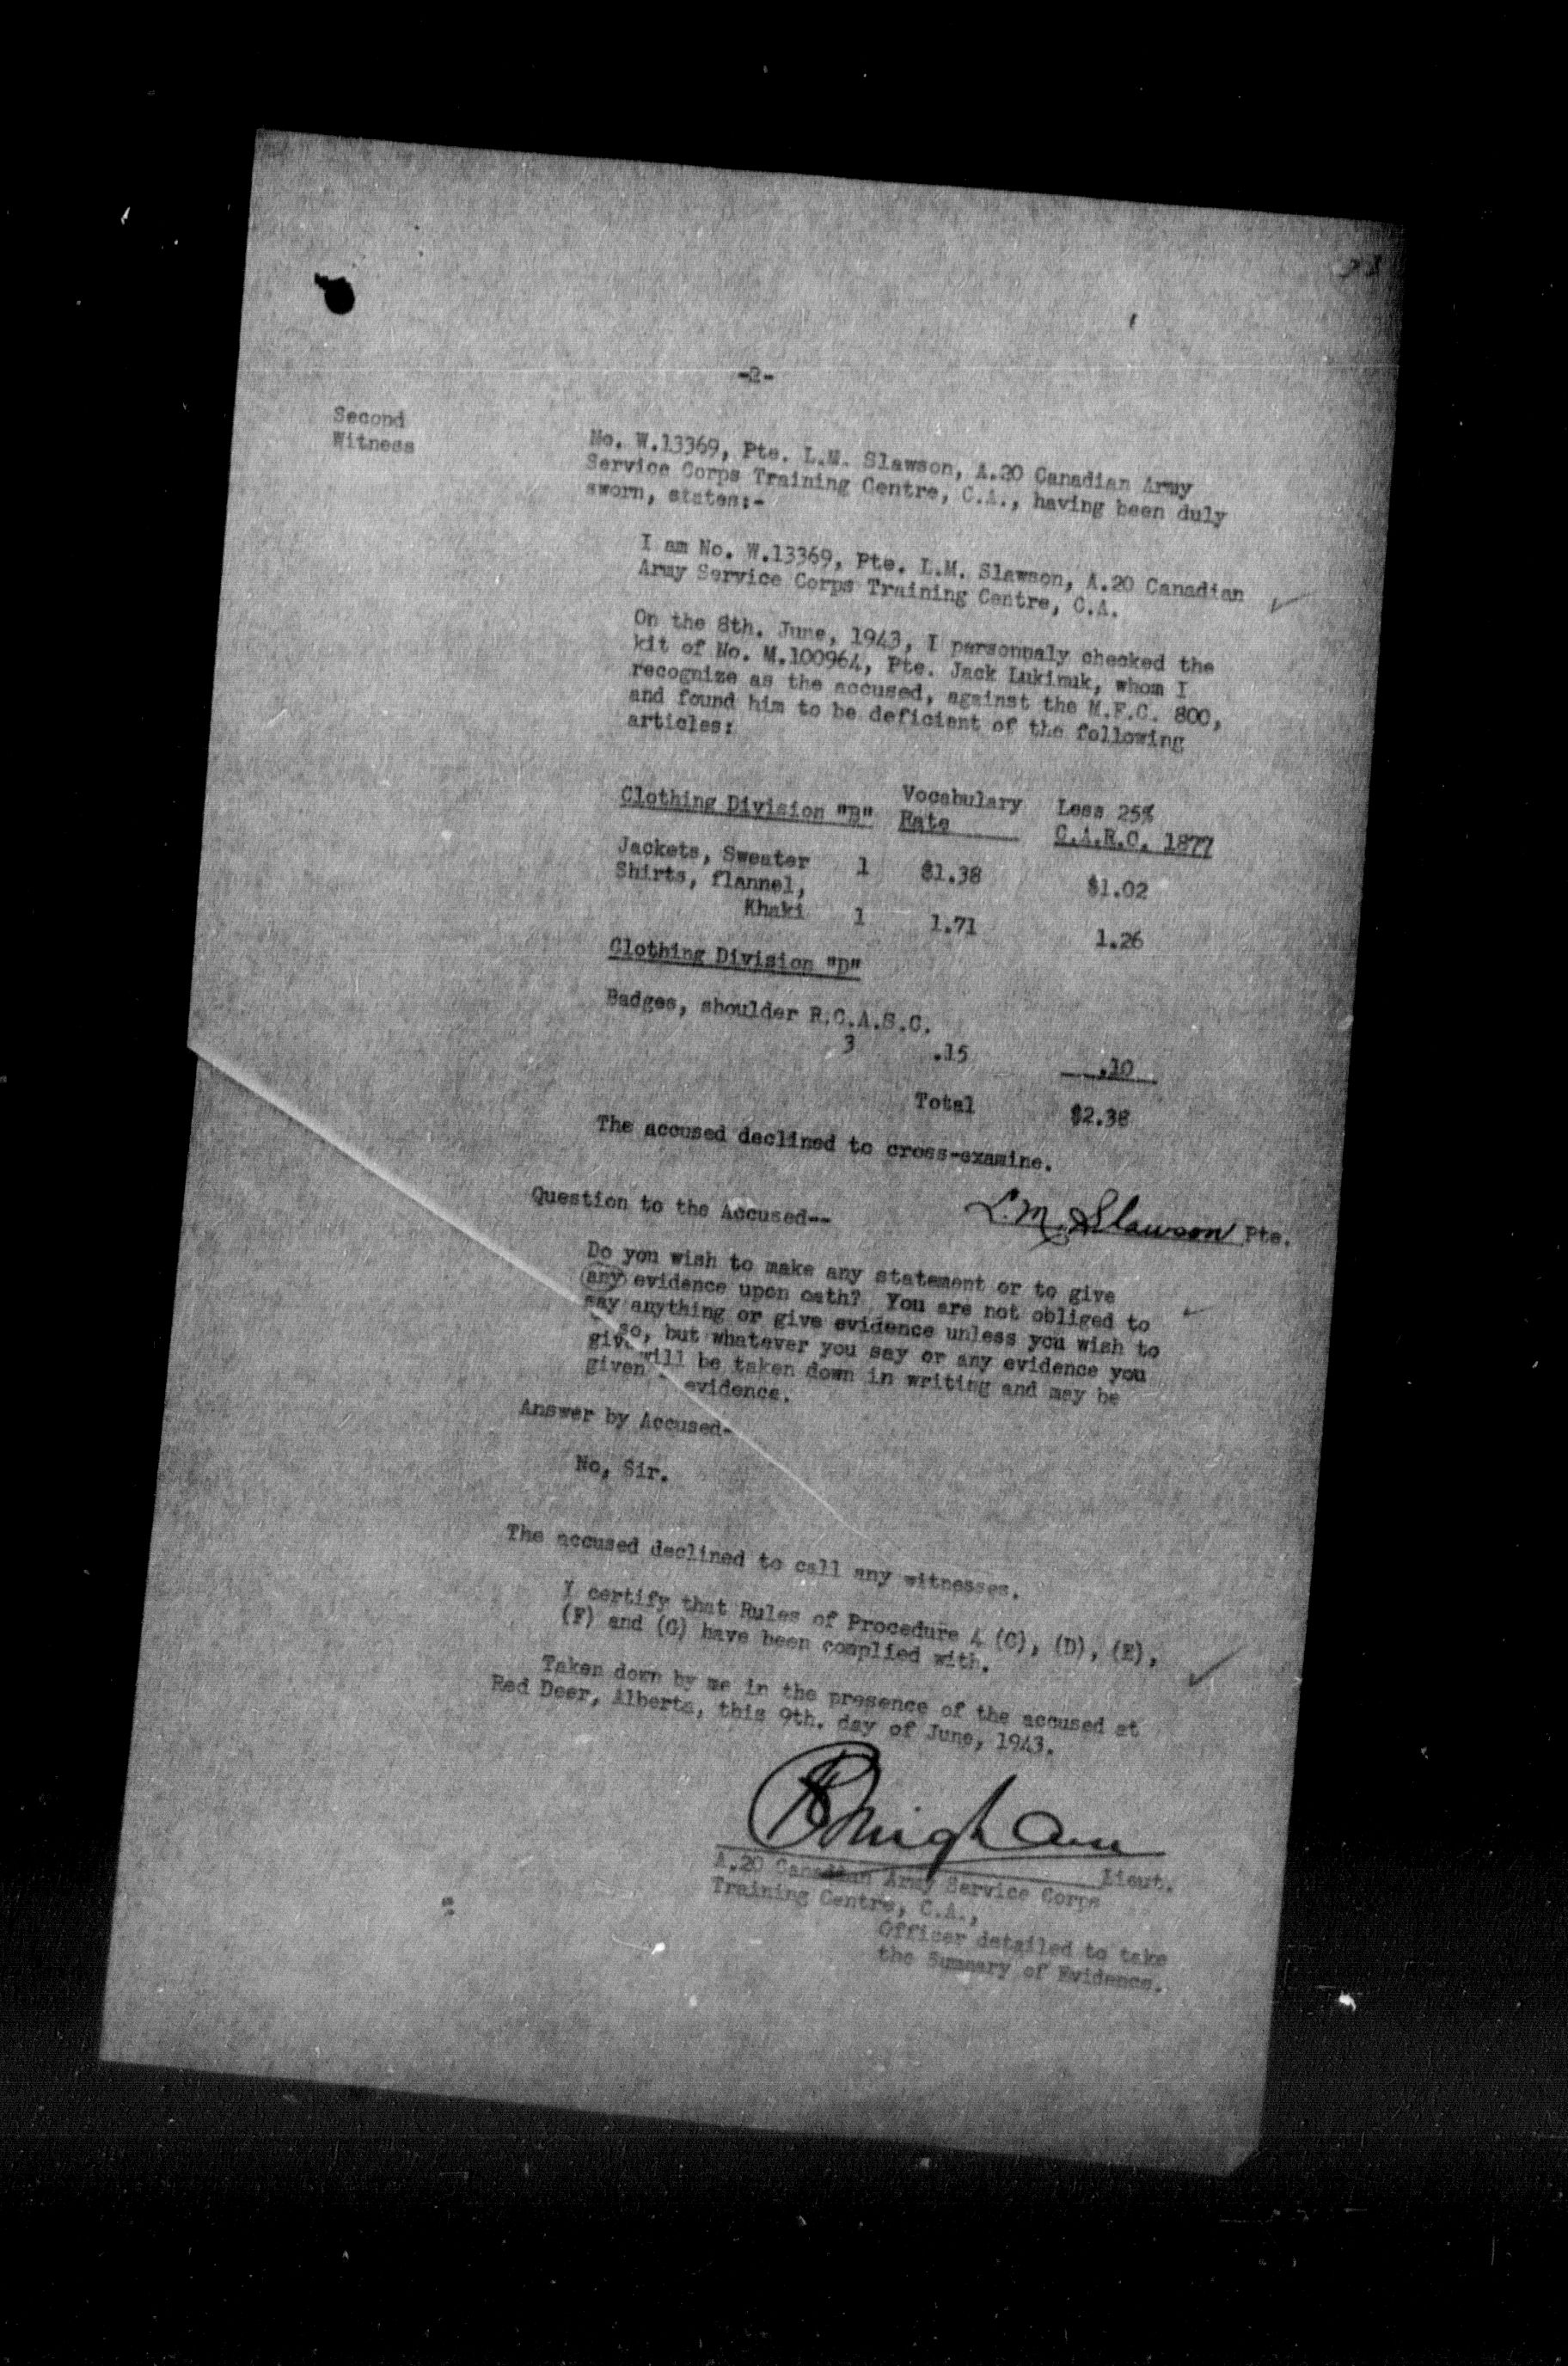 -2-
Second
Witness
No. W.13369, Pte. L.M. Slawson, A.20 Canadian Army
Service Corps Training Centre, C.A., having been duly
sworn, states:-
I am No. W.13369, Pte. L.M. Slawson, A.20 Canadian
Army Service Corps Training Centre, C.A.
On the 8th. June, 1943, I personnaly checked the
kit of No. M.100964, Pte. Jack Lukinuk, whom I
recognize as the accused, against the M.F.C. 800,
and found him to be deficient of the following
articles:
Clothing Division "B" Vocabulary Rate Less 25% C.A.R.O. 1877
Jackets, Sweater 1 $1.38 $1.02
Shirts, flannel,
Khaki 1 1.71 1.26
Clothing Division "D"
Badges, shoulder R.C.A.S.C.
3 .15 .10
Total $2.38
The accused declined to cross-examine.
L.M. Slawson Pte.
Question to the Accused--
Do you wish to make any statement or to give
any evidence upon oath? You are not obliged to
say anything or give evidence unless you wish to
so, but whatever you say or any evidence you
give will be taken down in writing and may be
given evidence.
Answer by Accused-
No, Sir.
The accused declined to call any witnesses.
I certify that Rules of Procedure 4 (C), (D), (E),
(F) and (G) have been complied with.
Taken down by me in the presence of the accused at
Red Deer, Alberta, this 9th. day of June, 1943.
Lieut.
A.20 Canadian Army Service Corps
Training Centre, C.A.,
Officer detailed to take
the Summary of Evidence.